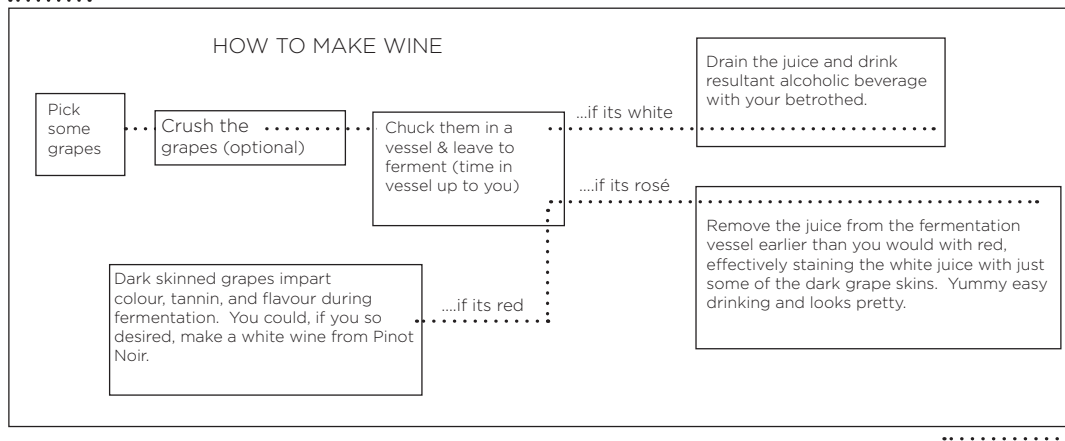 HOW TO MAKE WINE
Pick
some
grapes
Crush the
grapes (optional)
Chuck them in a
vessel & leave to
ferment (time in
vessel up to you)
...if its white
Drain the juice and drink
resultant alcoholic beverage
with your betrothed.
....if its rosé
Remove the juice from the fermentation
vessel earlier than you would with red,
effectively staining the white juice with just
some of the dark grape skins.  Yummy easy
drinking and looks pretty.
....if its red
Dark skinned grapes impart
colour, tannin, and flavour during
fermentation.  You could, if you so
desired, make a white wine from Pinot
Noir.